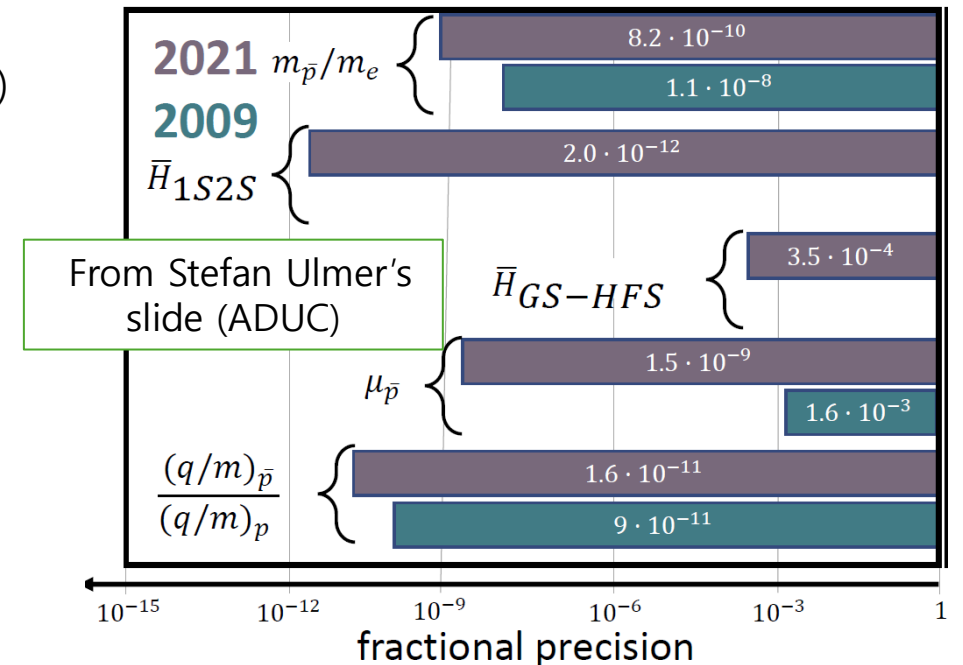 )
2021
2009
m_p̄/m_e
8.2 · 10⁻¹⁰
1.1 · 10⁻⁸
H̄_1S2S
2.0 · 10⁻¹²
From Stefan Ulmer's
slide (ADUC)
H̄_GS−HFS
3.5 · 10⁻⁴
μ_p̄
1.5 · 10⁻⁹
1.6 · 10⁻³
(q/m)_p̄
(q/m)_p
1.6 · 10⁻¹¹
9 · 10⁻¹¹
10⁻¹⁵ 10⁻¹² 10⁻⁹ 10⁻⁶ 10⁻³ 1
fractional precision